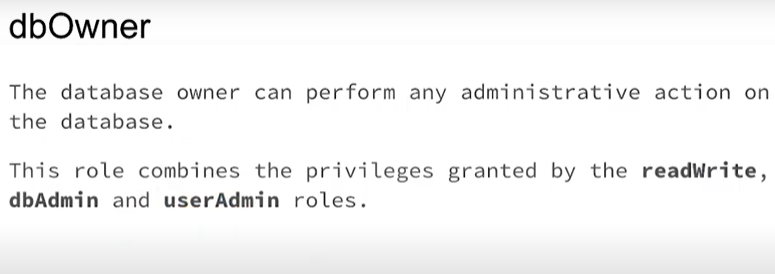 dbOwner
The database owner can perform any administrative action on
the database.
This role combines the privileges granted by the readWrite,
dbAdmin and userAdmin roles.